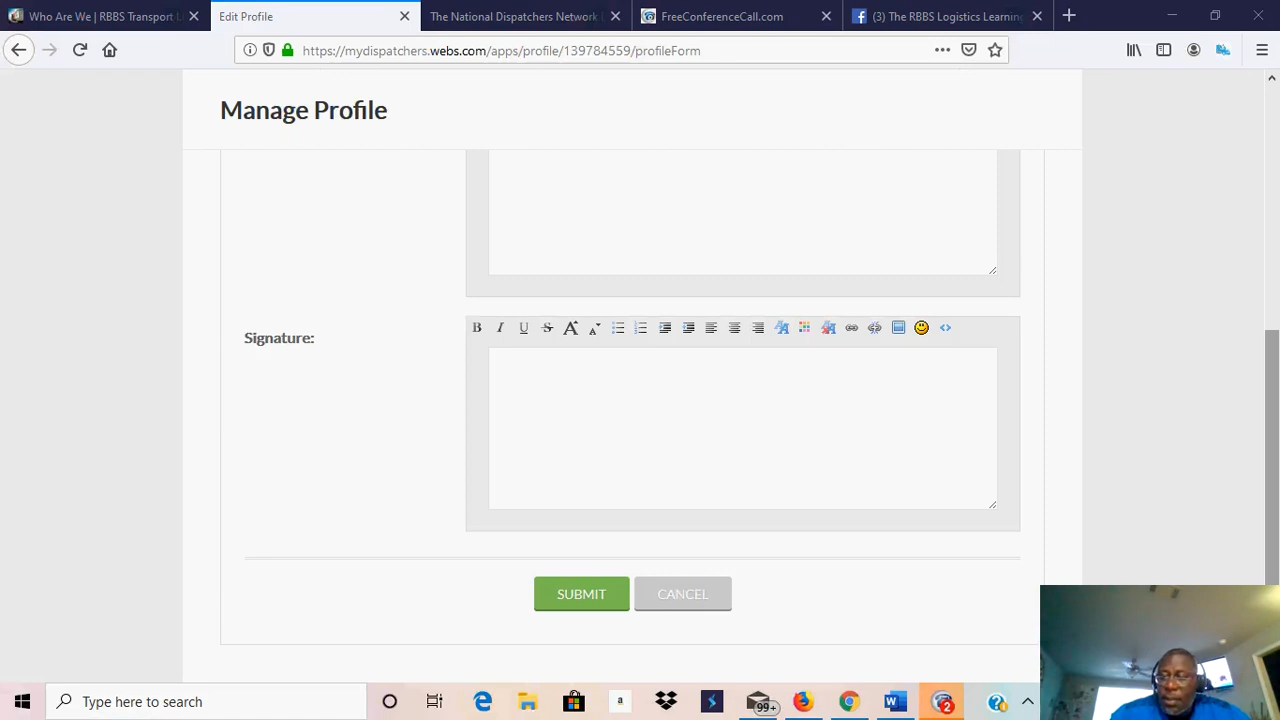 Who Are We | RBBS Transport L
Edit Profile
The National Dispatchers Network L
FreeConferenceCall.com
(3) The RBBS Logistics Learning
https://mydispatchers.webs.com/apps/profile/139784559/profileForm
Manage Profile
Signature:
B I U S A A
SUBMIT CANCEL
Type here to search
a
99+
2